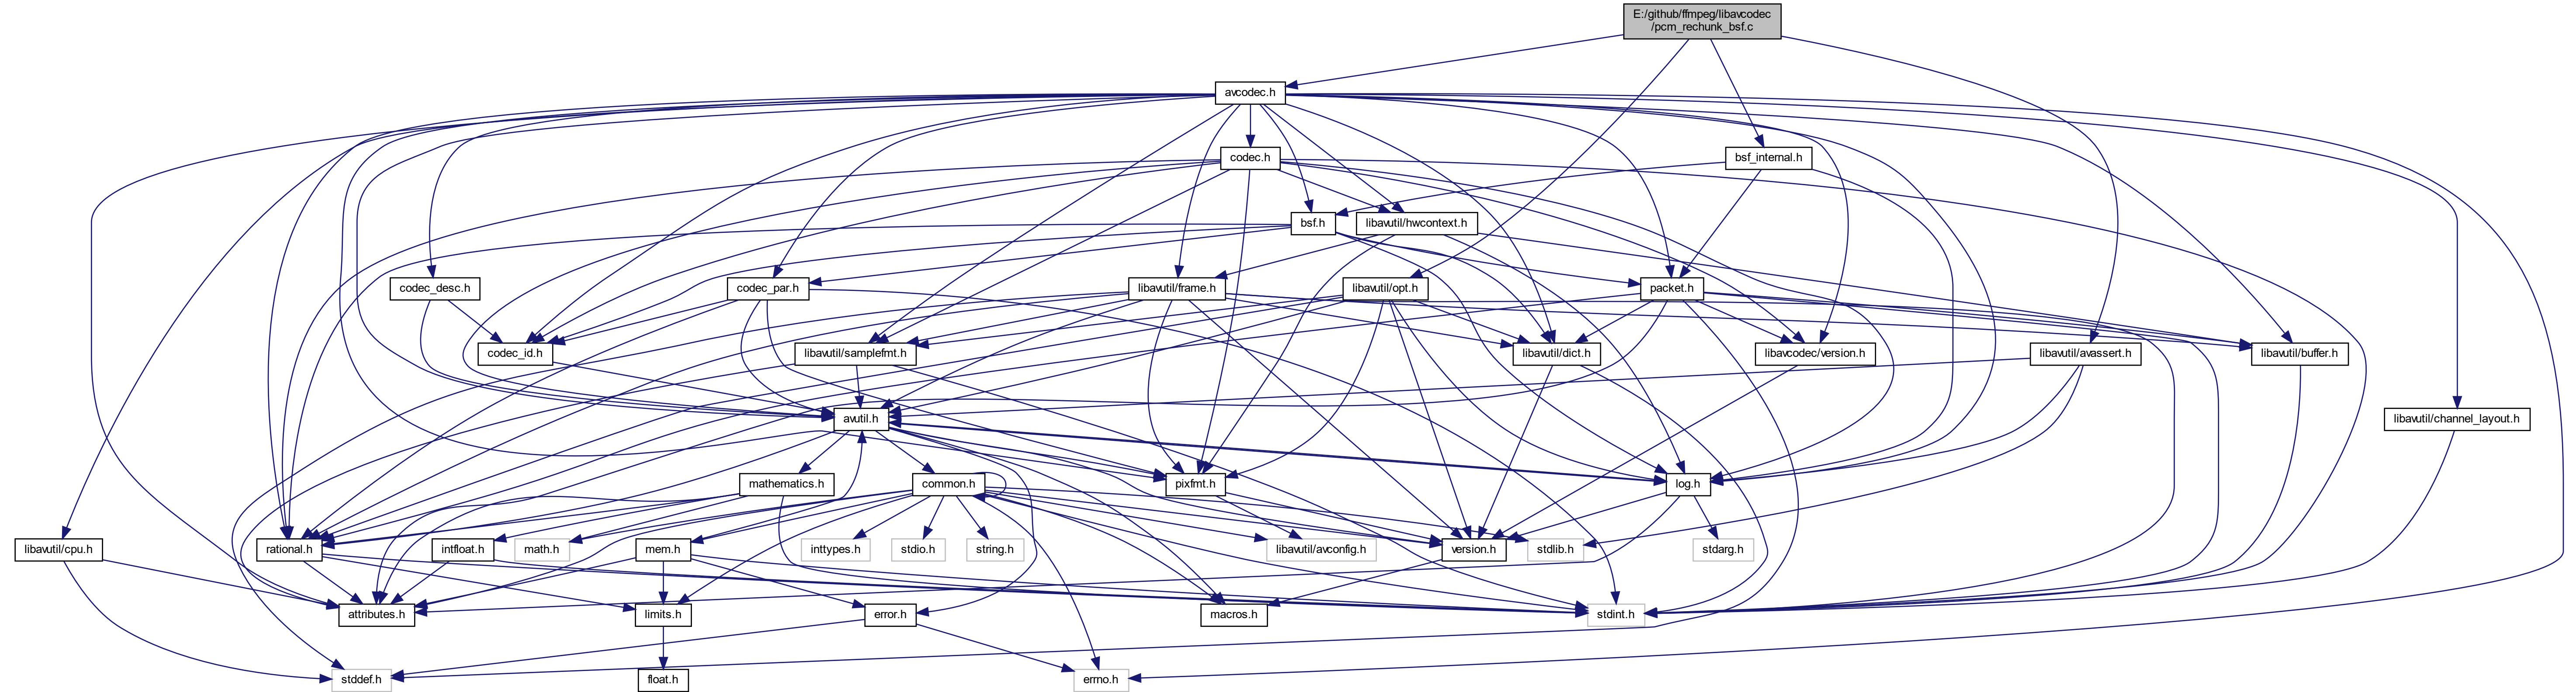 E:/github/ffmpeg/libavcodec
/pcm_rechunk_bsf.c
avcodec.h
codec.h
bsf_internal.h
bsf.h
libavutil/hwcontext.h
codec_desc.h
codec_par.h
libavutil/frame.h
libavutil/opt.h
packet.h
codec_id.h
libavutil/samplefmt.h
libavutil/dict.h
libavcodec/version.h
libavutil/avassert.h
libavutil/buffer.h
avutil.h
libavutil/channel_layout.h
mathematics.h
common.h
pixfmt.h
log.h
libavutil/cpu.h
rational.h
intfloat.h
math.h
mem.h
inttypes.h
stdio.h
string.h
libavutil/avconfig.h
version.h
stdlib.h
stdarg.h
attributes.h
limits.h
error.h
macros.h
stdint.h
stddef.h
float.h
errno.h